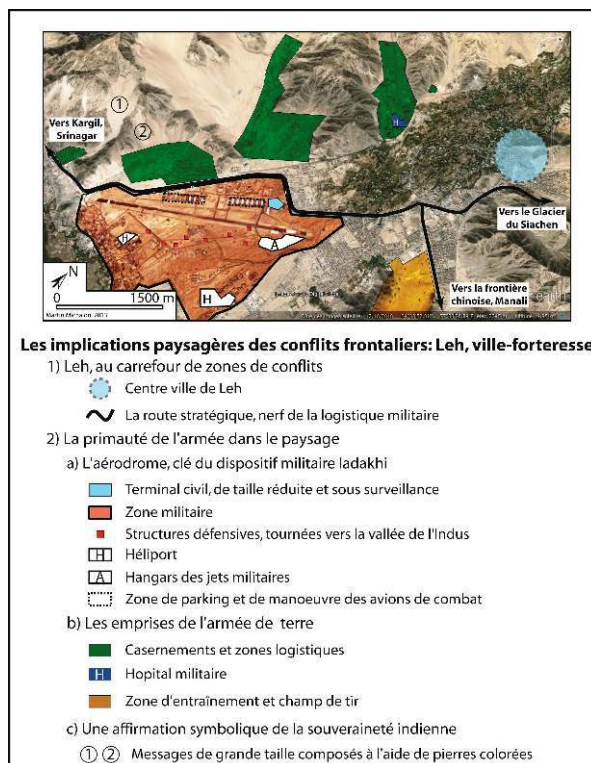 1
2
Vers Kargil,
Srinagar
H
Vers le Glacier
du Siachen
Vers la frontière
chinoise, Manali
H
A
H
N
0 1500 m
Les implications paysagères des conflits frontaliers: Leh, ville-forteresse
1) Leh, au carrefour de zones de conflits
Centre ville de Leh
La route stratégique, nerf de la logistique militaire
2) La primauté de l'armée dans le paysage
a) L'aérodrome, clé du dispositif militaire ladakhi
Terminal civil, de taille réduite et sous surveillance
Zone militaire
Structures défensives, tournées vers la vallée de l'Indus
H Héliport
A Hangars des jets militaires
Zone de parking et de manoeuvre des avions de combat
b) Les emprises de l'armée de terre
Casernements et zones logistiques
H Hopital militaire
Zone d'entraînement et champ de tir
c) Une affirmation symbolique de la souveraineté indienne
1 2 Messages de grande taille composés à l'aide de pierres colorées